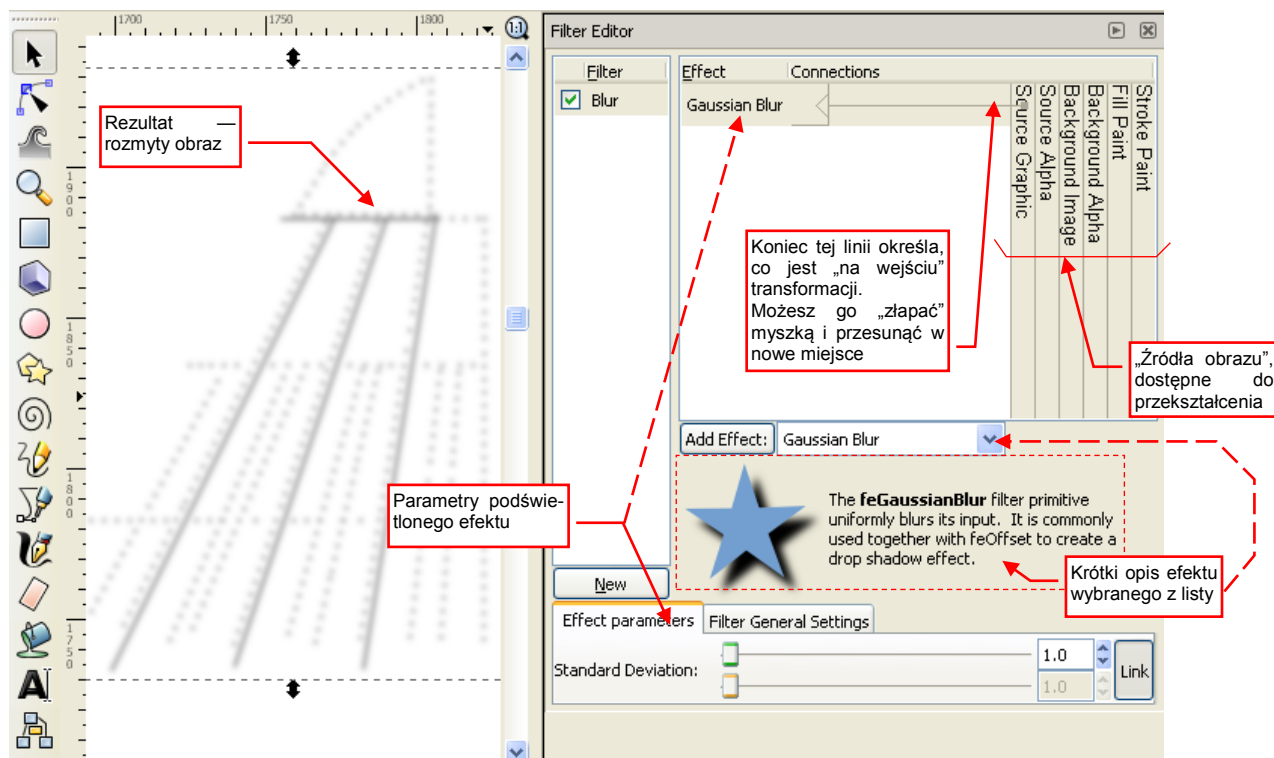 1700
1750
1800
1:1
Rezultat —
rozmyty obraz
1900
1850
1800
1750
Filter Editor
Filter
Effect
Connections
Blur
Gaussian Blur
Source Graphic
Source Alpha
Background Image
Background Alpha
Fill Paint
Stroke Paint
Koniec tej linii określa,
co jest „na wejściu”
transformacji.
Możesz go „złapać”
myszką i przesunąć w
nowe miejsce
„Źródła obrazu”,
dostępne do
przekształcenia
Add Effect:
Gaussian Blur
Parametry podświe-
tlonego efektu
The feGaussianBlur filter primitive
uniformly blurs its input. It is commonly
used together with feOffset to create a
drop shadow effect.
Krótki opis efektu
wybranego z listy
New
Effect parameters
Filter General Settings
Standard Deviation:
1.0
1.0
Link